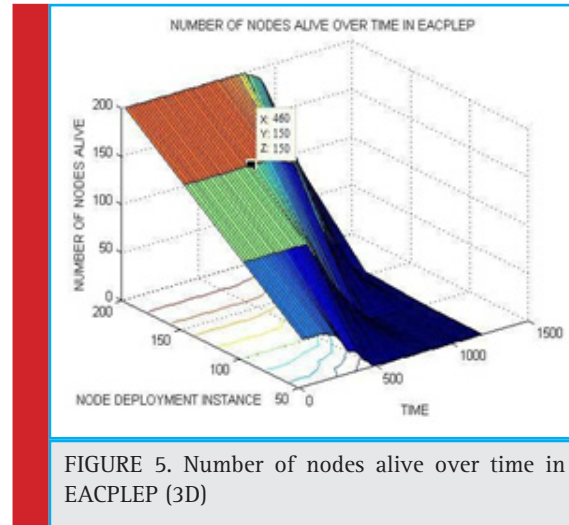 NUMBER OF NODES ALIVE OVER TIME IN EACPLEP
NUMBER OF NODES ALIVE
200
150
100
50
0
X: 460
Y: 150
Z: 150
200
150
100
50
NODE DEPLOYMENT INSTANCE
0
500
1000
1500
TIME
FIGURE 5. Number of nodes alive over time in
EACPLEP (3D)